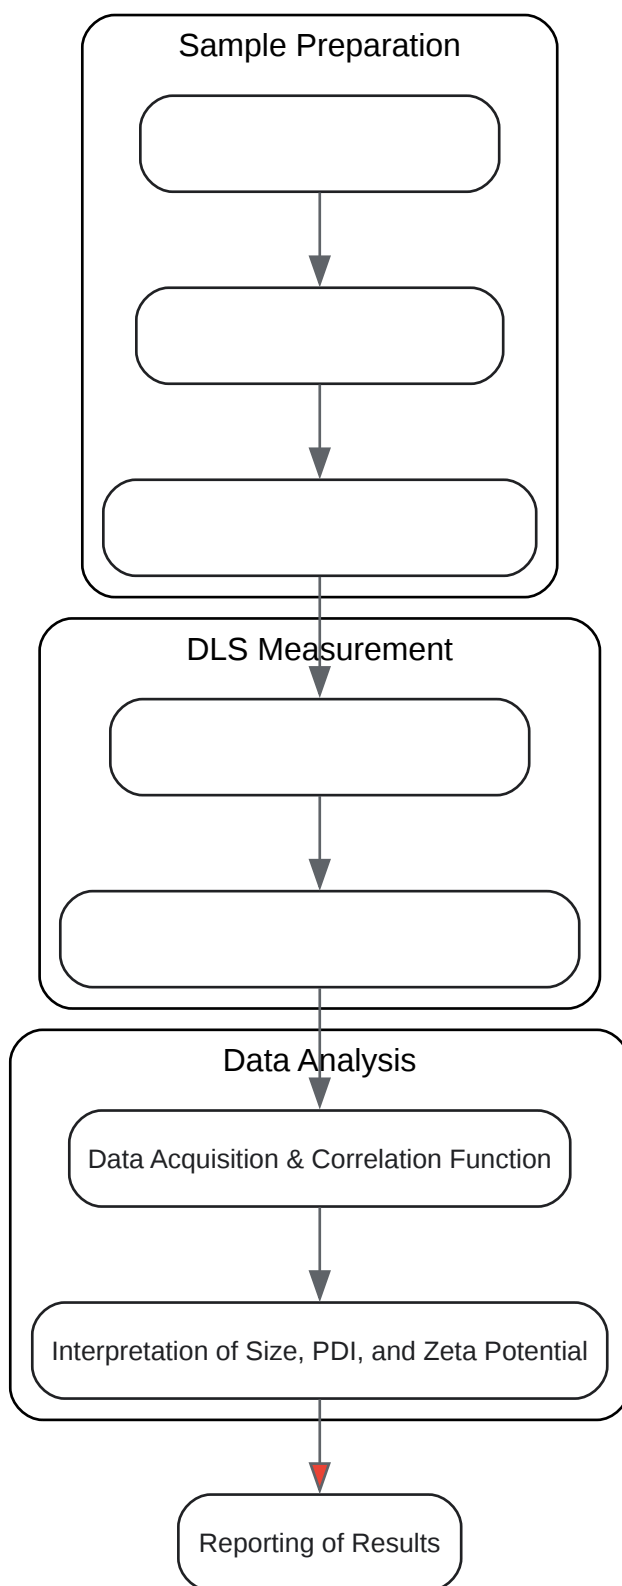 Sample Preparation
DLS Measurement
Data Analysis
Data Acquisition & Correlation Function
Interpretation of Size, PDI, and Zeta Potential
Reporting of Results